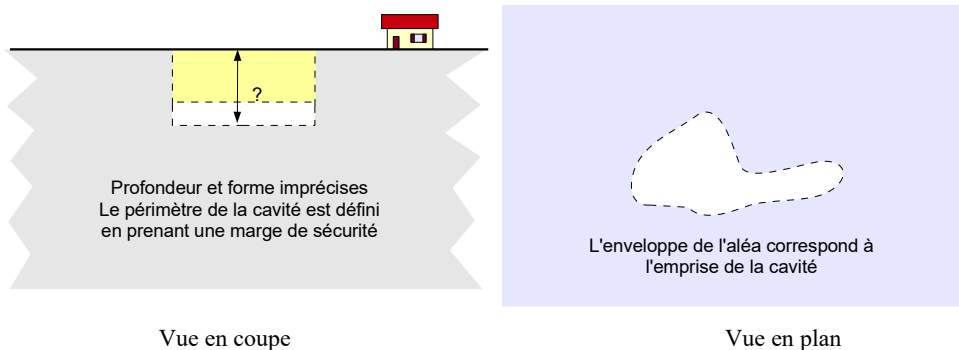 ?
Profondeur et forme imprécises
Le périmètre de la cavité est défini
en prenant une marge de sécurité
L'enveloppe de l'aléa correspond à
l'emprise de la cavité
Vue en coupe
Vue en plan